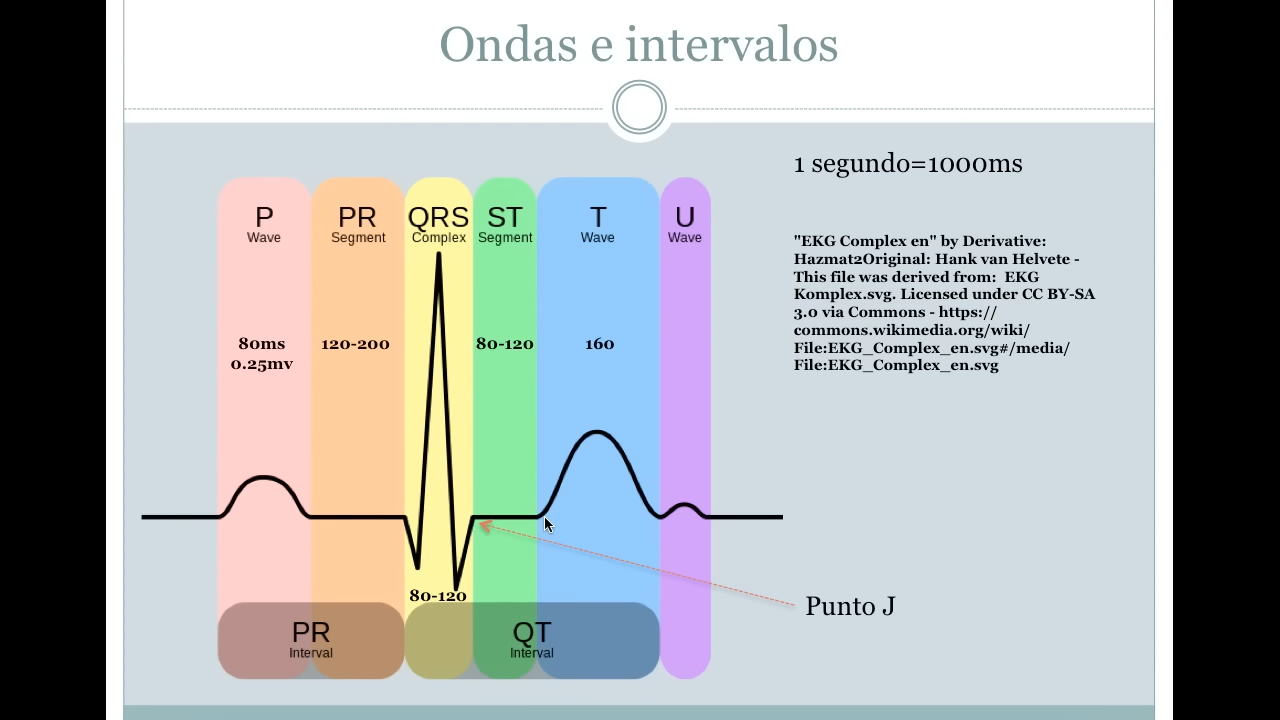 Ondas e intervalos
1 segundo=1000ms
P
Wave
PR
Segment
QRS
Complex
ST
Segment
T
Wave
U
Wave
"EKG Complex en" by Derivative:
Hazmat2Original: Hank van Helvete -
This file was derived from:  EKG
Komplex.svg. Licensed under CC BY-SA
3.0 via Commons - https://
commons.wikimedia.org/wiki/
File:EKG_Complex_en.svg#/media/
File:EKG_Complex_en.svg
80ms
0.25mv
120-200
80-120
160
80-120
Punto J
PR
Interval
QT
Interval